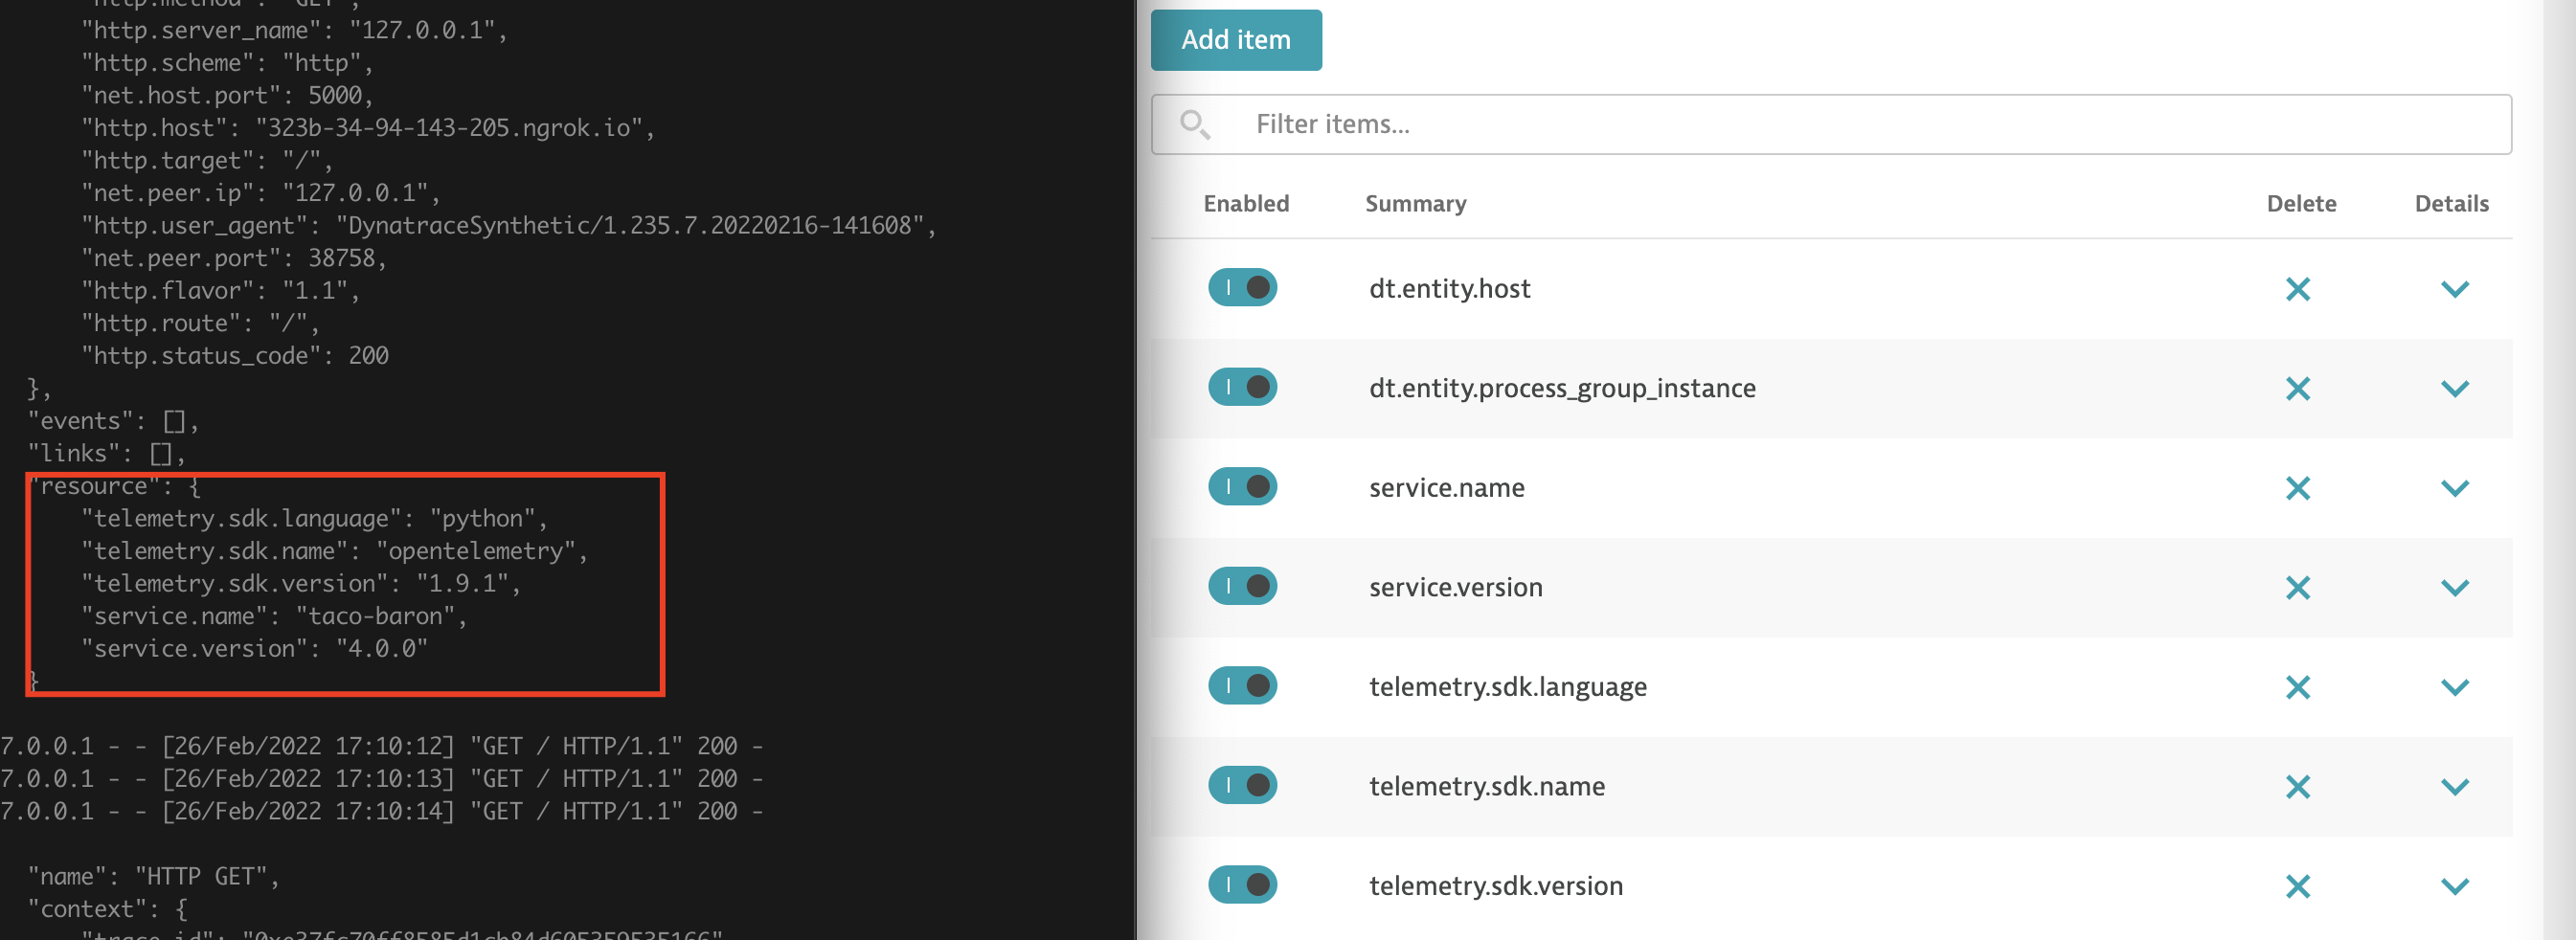 "http.method": "GET",
"http.server_name": "127.0.0.1",
"http.scheme": "http",
"net.host.port": 5000,
"http.host": "323b-34-94-143-205.ngrok.io",
"http.target": "/",
"net.peer.ip": "127.0.0.1",
"http.user_agent": "DynatraceSynthetic/1.235.7.20220216-141608",
"net.peer.port": 38758,
"http.flavor": "1.1",
"http.route": "/",
"http.status_code": 200
},
"events": [],
"links": [],
"resource": {
"telemetry.sdk.language": "python",
"telemetry.sdk.name": "opentelemetry",
"telemetry.sdk.version": "1.9.1",
"service.name": "taco-baron",
"service.version": "4.0.0"
}
7.0.0.1 - - [26/Feb/2022 17:10:12] "GET / HTTP/1.1" 200 -
7.0.0.1 - - [26/Feb/2022 17:10:13] "GET / HTTP/1.1" 200 -
7.0.0.1 - - [26/Feb/2022 17:10:14] "GET / HTTP/1.1" 200 -
"name": "HTTP GET",
"context": {
Add item
Filter items...
Enabled Summary Delete Details
dt.entity.host
dt.entity.process_group_instance
service.name
service.version
telemetry.sdk.language
telemetry.sdk.name
telemetry.sdk.version